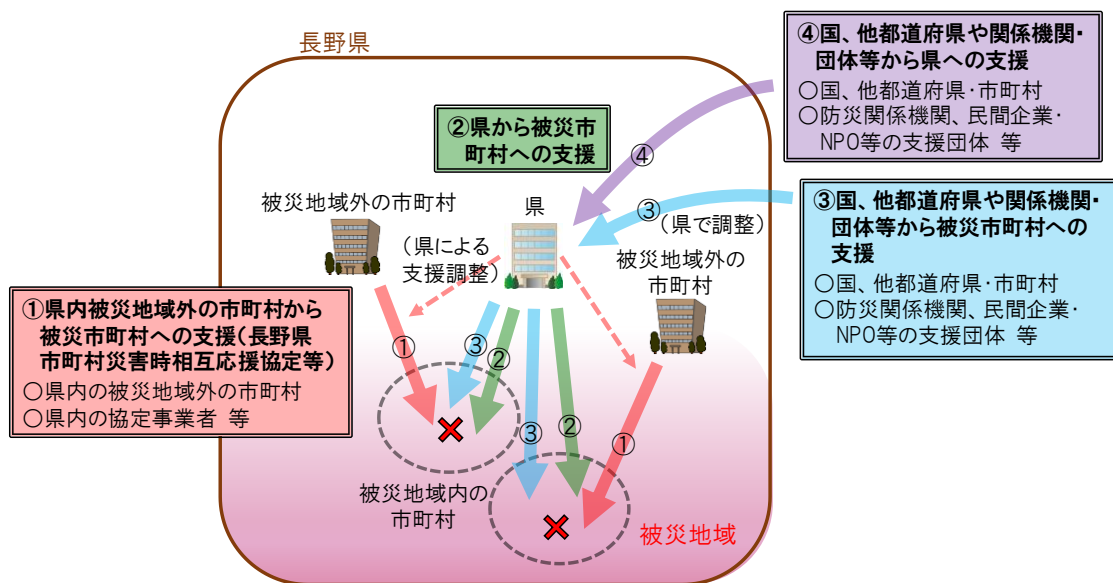 長野県
④国、他都道府県や関係機関・
団体等から県への支援
○国、他都道府県・市町村
○防災関係機関、民間企業・
NPO等の支援団体 等
②県から被災市
町村への支援
④
③国、他都道府県や関係機関・
団体等から被災市町村への
支援
○国、他都道府県・市町村
○防災関係機関、民間企業・
NPO等の支援団体 等
被災地域外の市町村
県
③
(県で調整)
(県による
支援調整)
被災地域外の
市町村
①県内被災地域外の市町村から
被災市町村への支援(長野県
市町村災害時相互応援協定等)
○県内の被災地域外の市町村
○県内の協定事業者 等
①
③
②
③
②
①
被災地域内の
市町村
被災地域